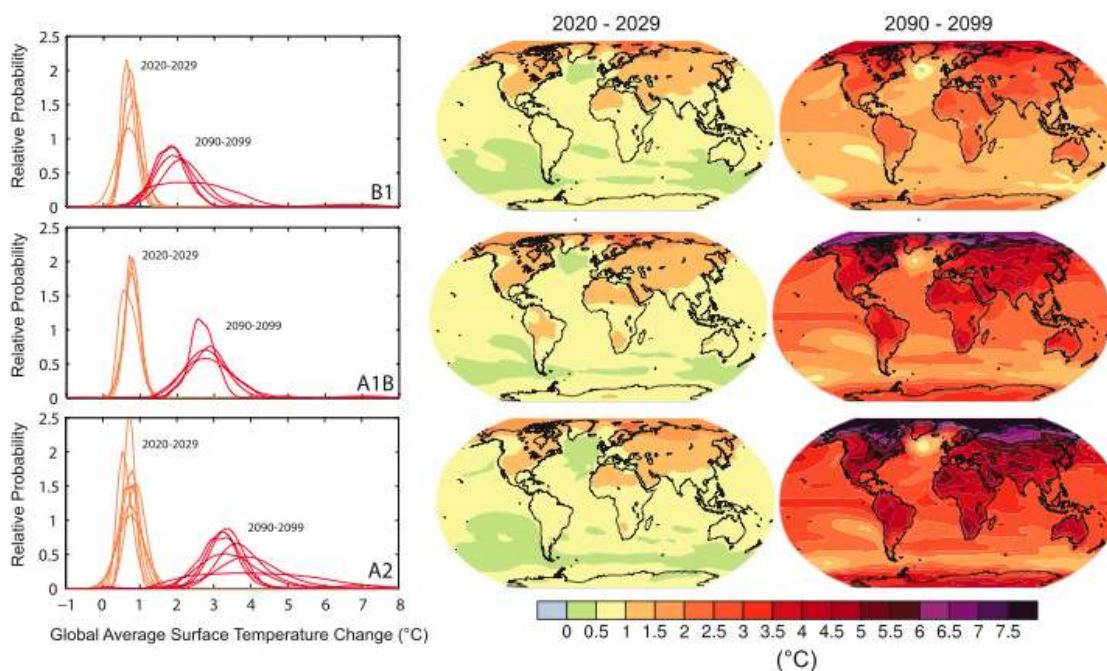 2020 - 2029
2090 - 2099
Relative Probability
2.5
2
1.5
1
0.5
0
2020-2029
2090-2099
B1
Relative Probability
2.5
2
1.5
1
0.5
0
2020-2029
2090-2099
A1B
Relative Probability
2.5
2
1.5
1
0.5
0
2020-2029
2090-2099
A2
−1 0 1 2 3 4 5 6 7 8
Global Average Surface Temperature Change (°C)
0 0.5 1 1.5 2 2.5 3 3.5 4 4.5 5 5.5 6 6.5 7 7.5
(°C)